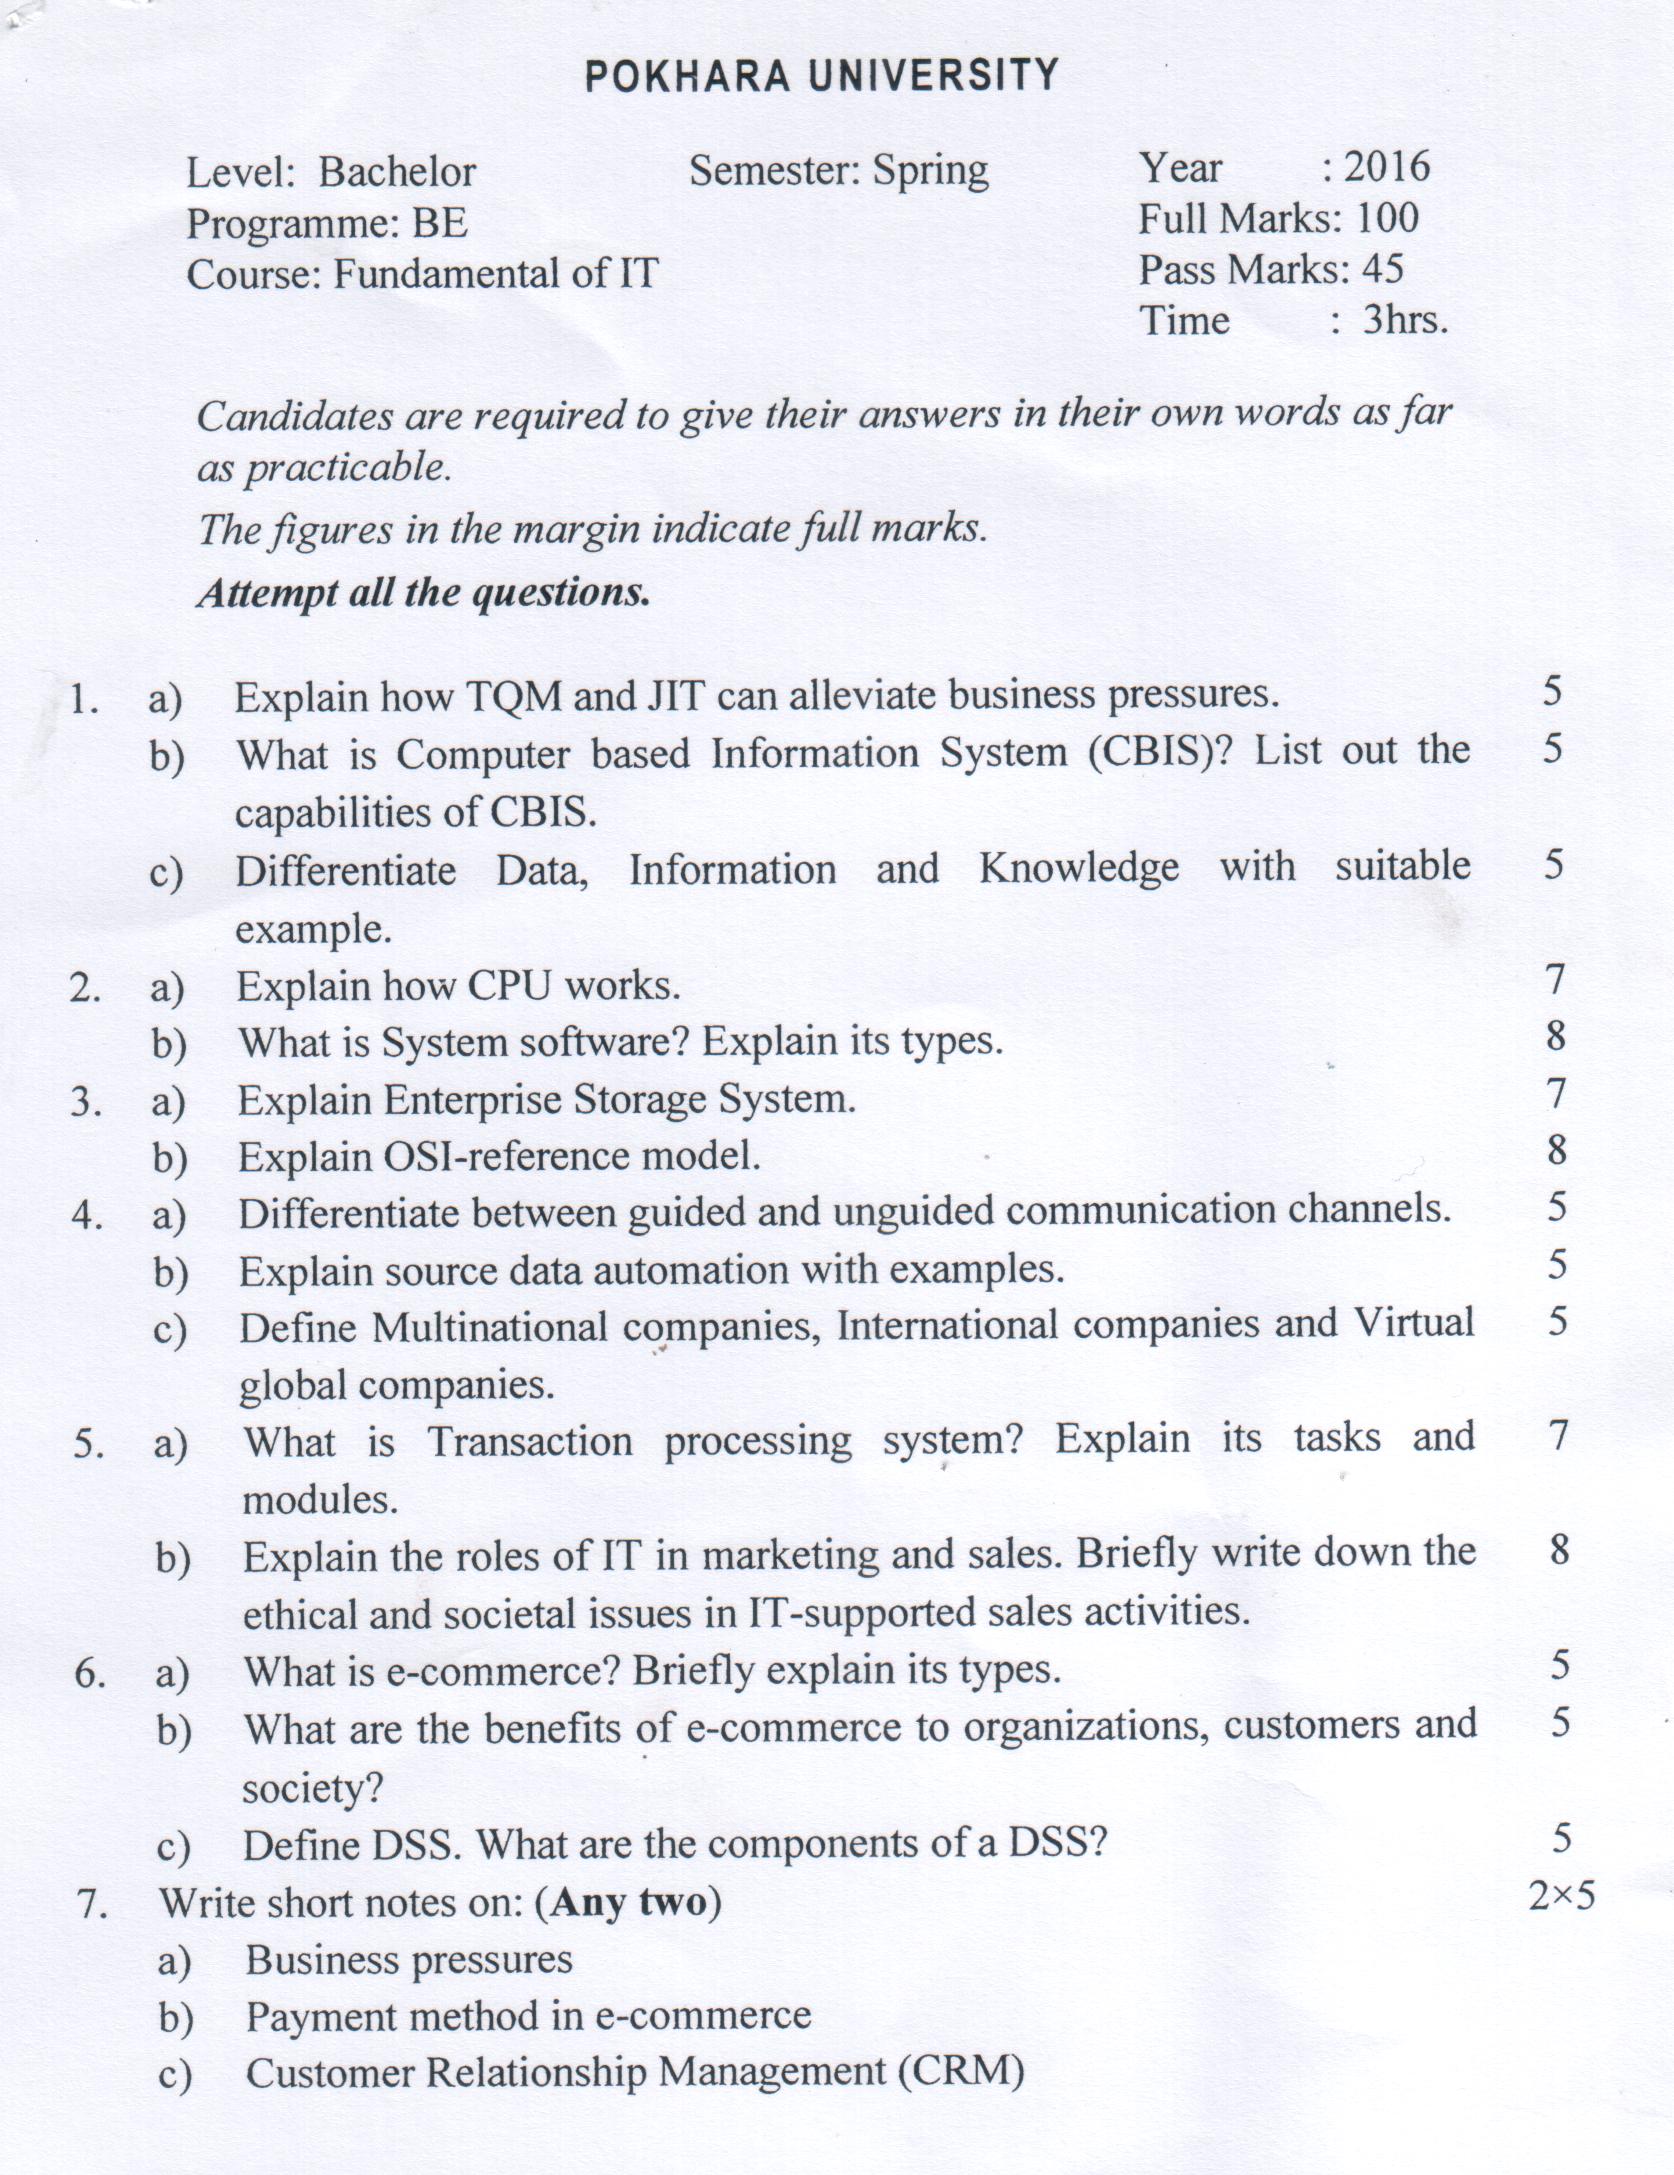 POKHARA UNIVERSITY
Level: Bachelor Semester: Spring Year : 2016
Programme: BE Full Marks: 100
Course: Fundamental of IT Pass Marks: 45
Time : 3hrs.
Candidates are required to give their answers in their own words as far
as practicable.
The figures in the margin indicate full marks.
Attempt all the questions.
1. a) Explain how TQM and JIT can alleviate business pressures. 5
b) What is Computer based Information System (CBIS)? List out the 5
capabilities of CBIS.
c) Differentiate Data, Information and Knowledge with suitable 5
example.
2. a) Explain how CPU works. 7
b) What is System software? Explain its types. 8
3. a) Explain Enterprise Storage System. 7
b) Explain OSI-reference model. 8
4. a) Differentiate between guided and unguided communication channels. 5
b) Explain source data automation with examples. 5
c) Define Multinational companies, International companies and Virtual 5
global companies.
5. a) What is Transaction processing system? Explain its tasks and 7
modules.
b) Explain the roles of IT in marketing and sales. Briefly write down the 8
ethical and societal issues in IT-supported sales activities.
6. a) What is e-commerce? Briefly explain its types. 5
b) What are the benefits of e-commerce to organizations, customers and 5
society?
c) Define DSS. What are the components of a DSS? 5
7. Write short notes on: (Any two) 2×5
a) Business pressures
b) Payment method in e-commerce
c) Customer Relationship Management (CRM)